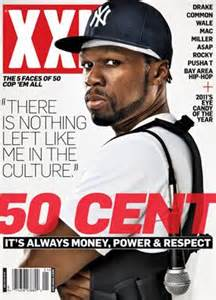 XXL
THE 5 FACES OF 50
COP 'EM ALL
DRAKE
COMMON
WALE
MAC
MILLER
A$AP
ROCKY
PUSHA T
BAY AREA
HIP-HOP
+
2011'S
EYE
CANDY
OF THE
YEAR
"THERE
IS NOTHING
LEFT LIKE
ME IN THE
CULTURE."
50 CENT
IT'S ALWAYS MONEY, POWER & RESPECT